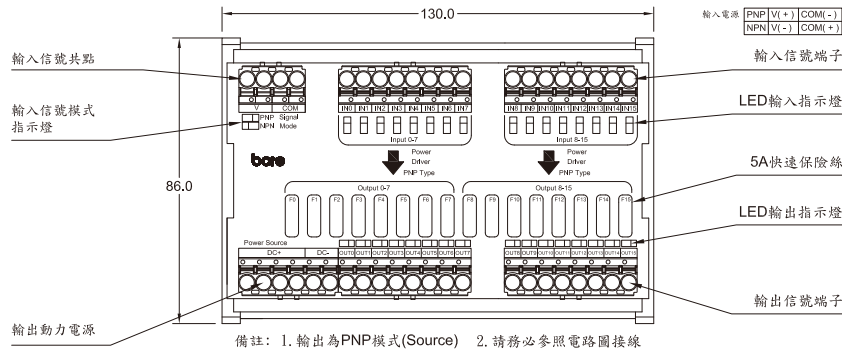 130.0
輸入電源 PNP V(+) COM(-)
NPN V(-) COM(+)
輸入信號共點
輸入信號端子
V COM
IN0 IN1 IN2 IN3 IN4 IN5 IN6 IN7
IN8 IN9 IN10 IN11 IN12 IN13 IN14 IN15
輸入信號模式
指示燈
PNP Signal
NPN Mode
LED輸入指示燈
Input 0-7
Input 8-15
bore
Power
Driver
PNP Type
Power
Driver
PNP Type
5A快速保險絲
86.0
Output 0-7
Output 8-15
F0 F1 F2 F3 F4 F5 F6 F7 F8 F9 F10 F11 F12 F13 F14 F15
LED輸出指示燈
Power Source
DC+ DC-
OUT0 OUT1 OUT2 OUT3 OUT4 OUT5 OUT6 OUT7
OUT8 OUT9 OUT10 OUT11 OUT12 OUT13 OUT14 OUT15
輸出動力電源
輸出信號端子
備註: 1.輸出為PNP模式(Source) 2.請務必參照電路圖接線